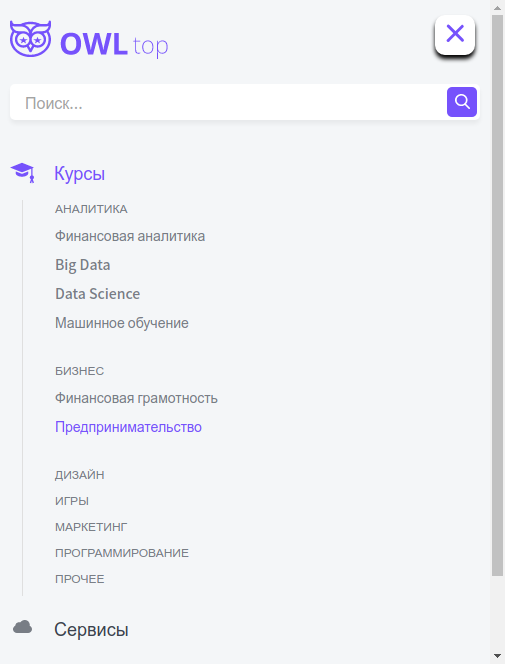 OWL top
Поиск...
Курсы
АНАЛИТИКА
Финансовая аналитика
Big Data
Data Science
Машинное обучение
БИЗНЕС
Финансовая грамотность
Предпринимательство
ДИЗАЙН
ИГРЫ
МАРКЕТИНГ
ПРОГРАММИРОВАНИЕ
ПРОЧЕЕ
Сервисы